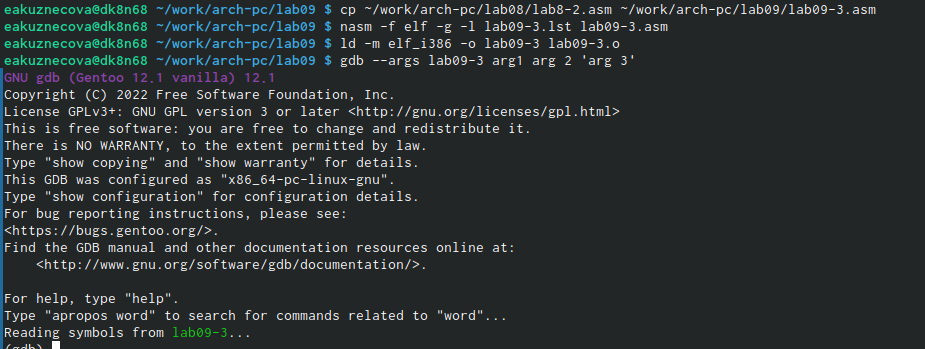 eakuznecova@dk8n68 ~/work/arch-pc/lab09 $ cp ~/work/arch-pc/lab08/lab8-2.asm ~/work/arch-pc/lab09/lab09-3.asm
eakuznecova@dk8n68 ~/work/arch-pc/lab09 $ nasm -f elf -g -l lab09-3.lst lab09-3.asm
eakuznecova@dk8n68 ~/work/arch-pc/lab09 $ ld -m elf_i386 -o lab09-3 lab09-3.o
eakuznecova@dk8n68 ~/work/arch-pc/lab09 $ gdb --args lab09-3 arg1 arg 2 'arg 3'
GNU gdb (Gentoo 12.1 vanilla) 12.1
Copyright (C) 2022 Free Software Foundation, Inc.
License GPLv3+: GNU GPL version 3 or later <http://gnu.org/licenses/gpl.html>
This is free software: you are free to change and redistribute it.
There is NO WARRANTY, to the extent permitted by law.
Type "show copying" and "show warranty" for details.
This GDB was configured as "x86_64-pc-linux-gnu".
Type "show configuration" for configuration details.
For bug reporting instructions, please see:
<https://bugs.gentoo.org/>.
Find the GDB manual and other documentation resources online at:
    <http://www.gnu.org/software/gdb/documentation/>.

For help, type "help".
Type "apropos word" to search for commands related to "word"...
Reading symbols from lab09-3...
(gdb)